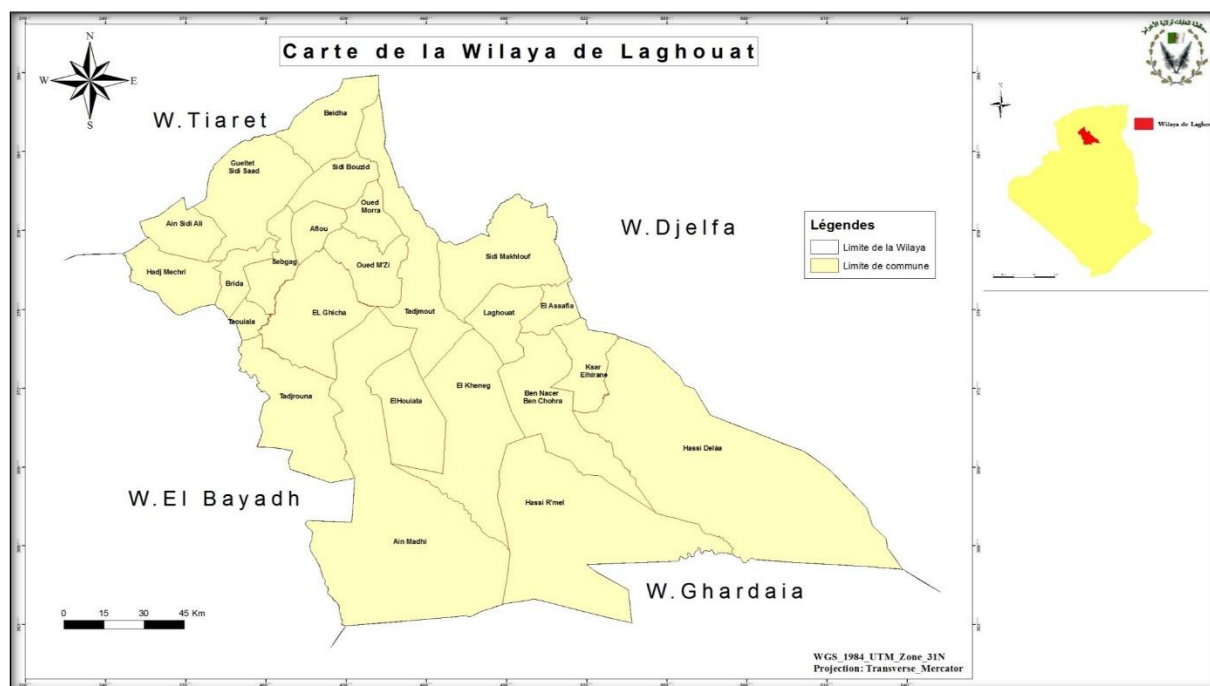 Carte de la Wilaya de Laghouat
N
W
E
S
W.Tiaret
Beidha
Gueltet
Sidi Saad
Sidi Bouzid
Oued
Morra
Ain Sidi Ali
Aflou
W.Djelfa
Sebgag
Oued M'Zi
Sidi Makhlouf
Hadj Mechri
Brida
EL Ghicha
Tadjmout
Laghouat
El Assafia
Taouiala
Ksar
Elhirane
Tadjrouna
ElHouiata
El Kheneg
Ben Nacer
Ben Chohra
Hassi Delaa
W.El Bayadh
Hassi R'mel
Ain Madhi
W.Ghardaia
0 15 30 45 Km
WGS_1984_UTM_Zone_31N
Projection: Transverse_Mercator
Légendes
Limite de la Wilaya
Limite de commune
Wilaya de Laghou